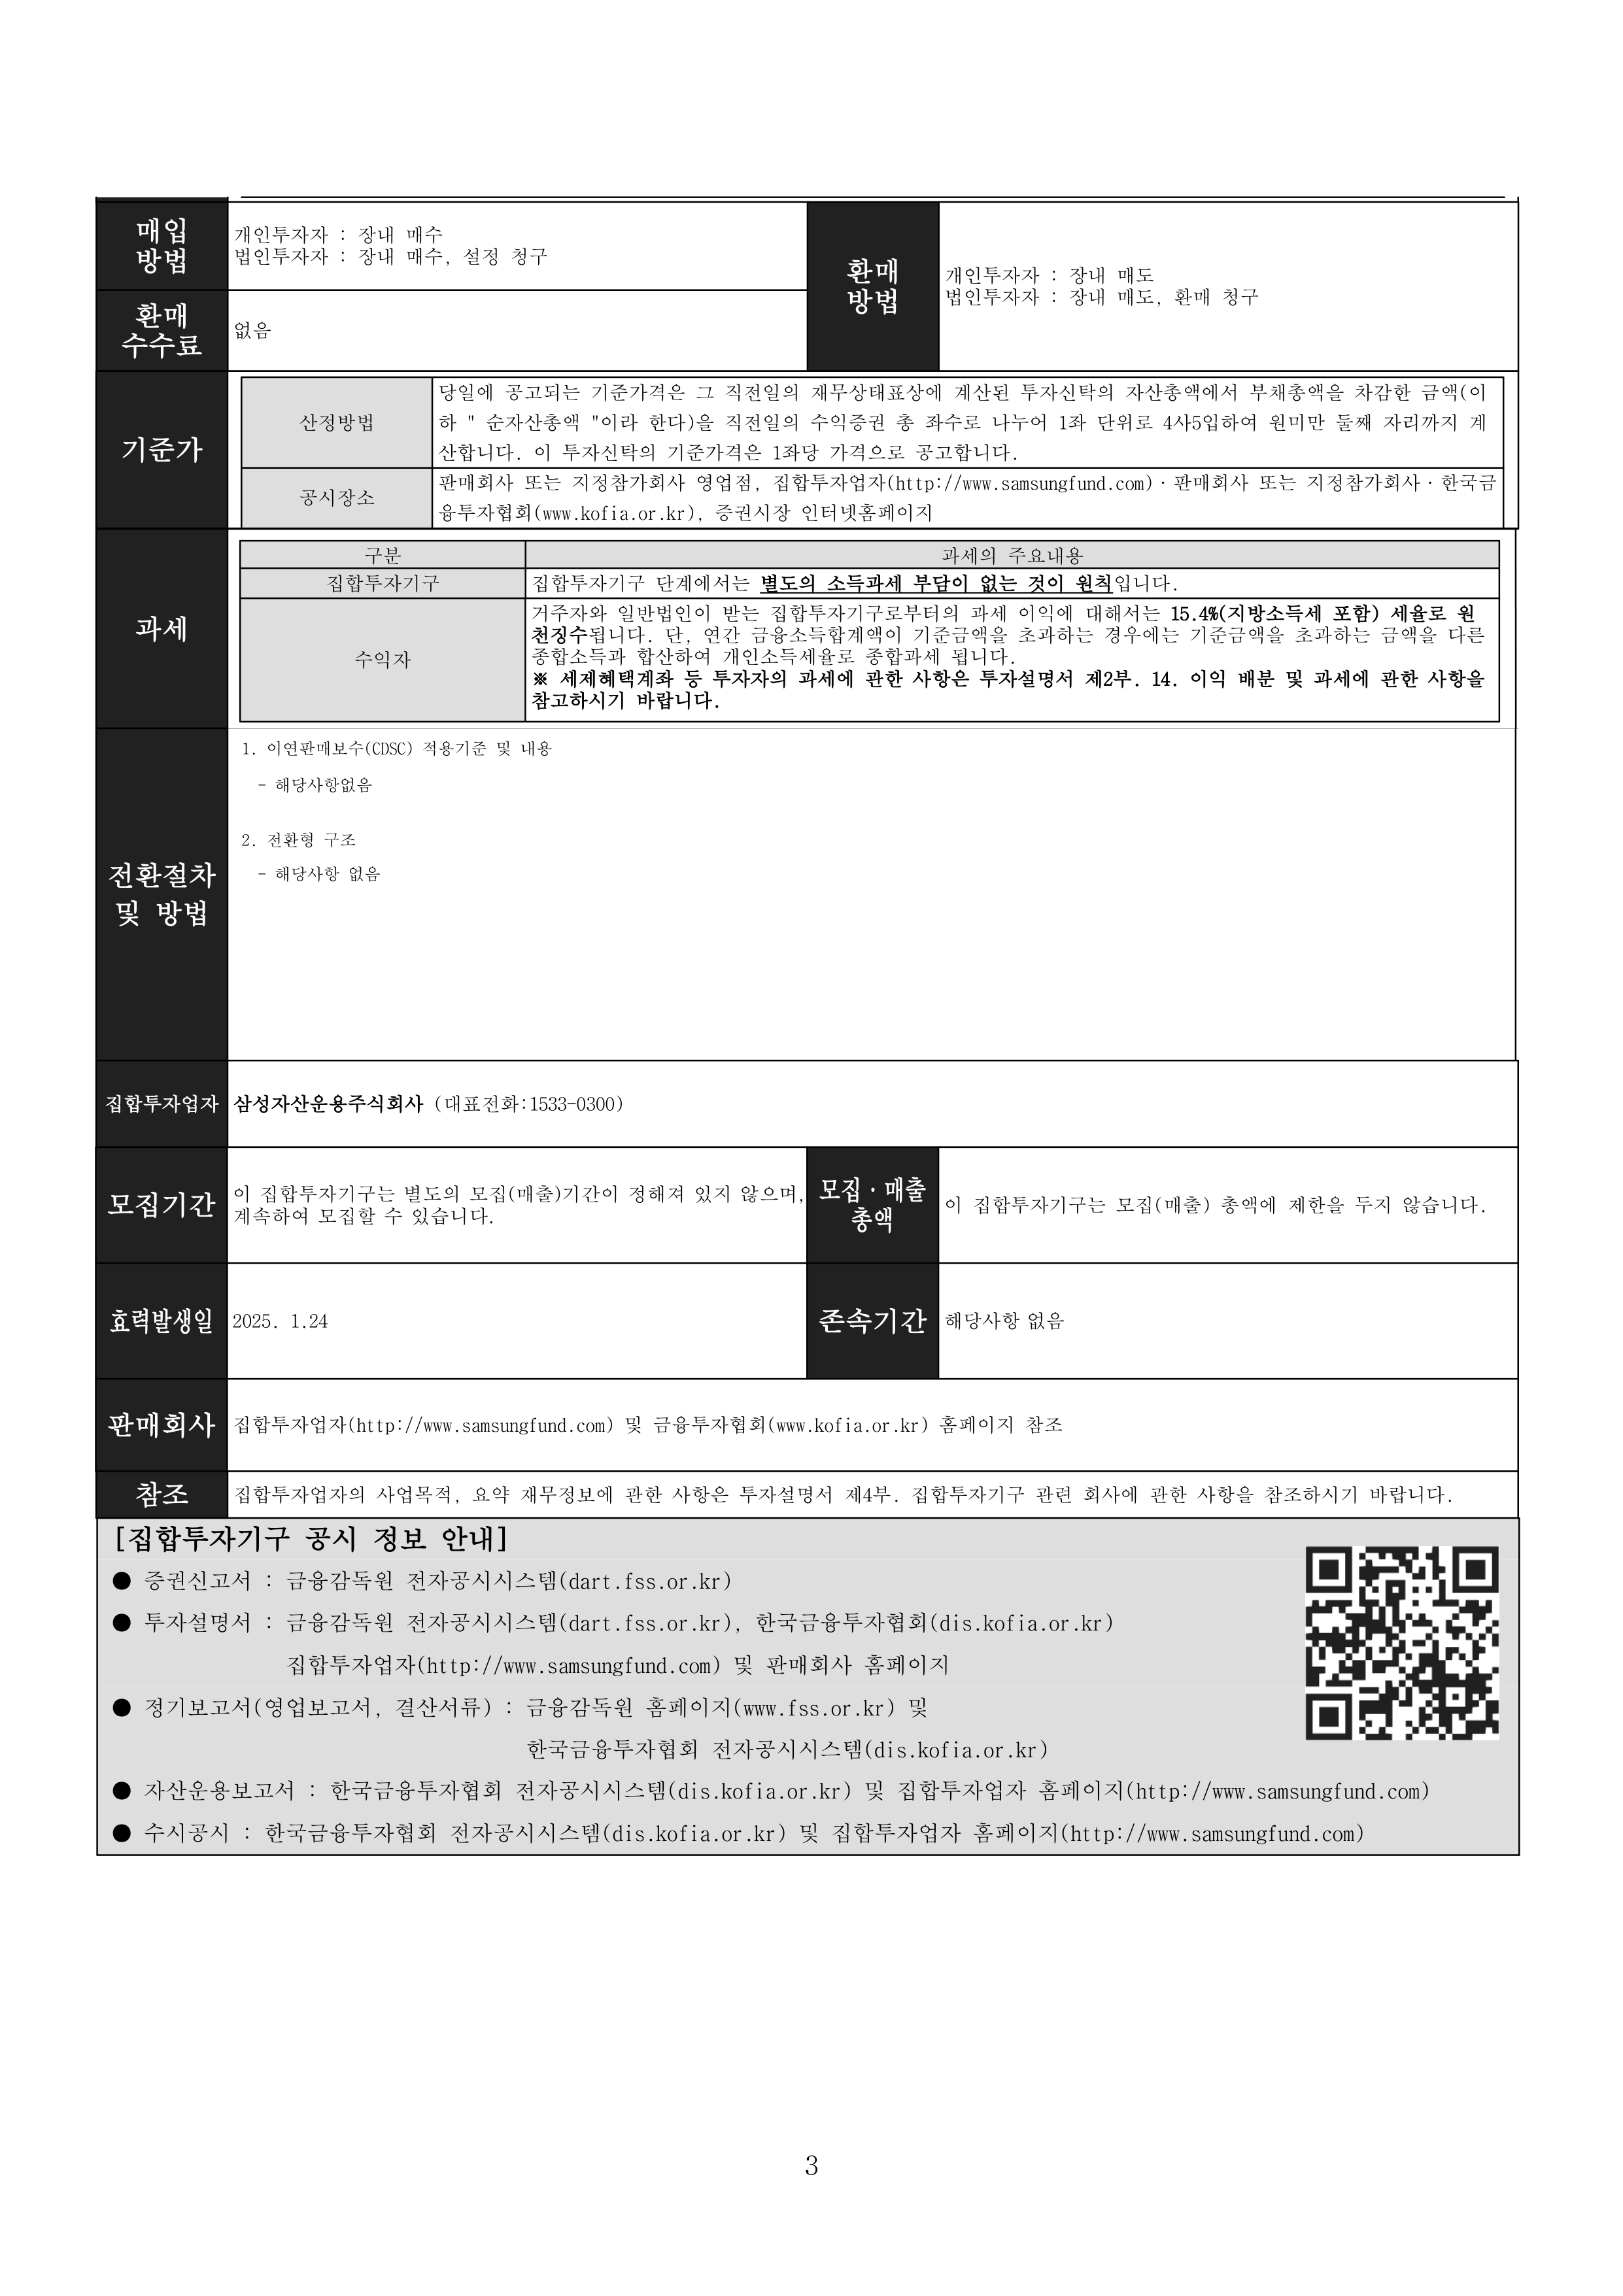 매입
방법
개인투자자 : 장내 매수
법인투자자 : 장내 매수, 설정 청구
환매
방법
개인투자자 : 장내 매도
법인투자자 : 장내 매도, 환매 청구
환매
수수료
없음
기준가
산정방법
당일에 공고되는 기준가격은 그 직전일의 재무상태표상에 계산된 투자신탁의 자산총액에서 부채총액을 차감한 금액(이
하 " 순자산총액 "이라 한다)을 직전일의 수익증권 총 좌수로 나누어 1좌 단위로 4사5입하여 원미만 둘째 자리까지 계
산합니다. 이 투자신탁의 기준가격은 1좌당 가격으로 공고합니다.
공시장소
판매회사 또는 지정참가회사 영업점, 집합투자업자(http://www.samsungfund.com)·판매회사 또는 지정참가회사·한국금
융투자협회(www.kofia.or.kr), 증권시장 인터넷홈페이지
과세
구분
과세의 주요내용
집합투자기구
집합투자기구 단계에서는 별도의 소득과세 부담이 없는 것이 원칙입니다.
수익자
거주자와 일반법인이 받는 집합투자기구로부터의 과세 이익에 대해서는 15.4%(지방소득세 포함) 세율로 원
천징수됩니다. 단, 연간 금융소득합계액이 기준금액을 초과하는 경우에는 기준금액을 초과하는 금액을 다른
종합소득과 합산하여 개인소득세율로 종합과세 됩니다.
※ 세제혜택계좌 등 투자자의 과세에 관한 사항은 투자설명서 제2부. 14. 이익 배분 및 과세에 관한 사항을
참고하시기 바랍니다.
전환절차
및 방법
1. 이연판매보수(CDSC) 적용기준 및 내용
- 해당사항없음
2. 전환형 구조
- 해당사항 없음
집합투자업자
삼성자산운용주식회사 (대표전화:1533-0300)
모집기간
이 집합투자기구는 별도의 모집(매출)기간이 정해져 있지 않으며,
계속하여 모집할 수 있습니다.
모집·매출
총액
이 집합투자기구는 모집(매출) 총액에 제한을 두지 않습니다.
효력발생일
2025. 1.24
존속기간
해당사항 없음
판매회사
집합투자업자(http://www.samsungfund.com) 및 금융투자협회(www.kofia.or.kr) 홈페이지 참조
참조
집합투자업자의 사업목적, 요약 재무정보에 관한 사항은 투자설명서 제4부. 집합투자기구 관련 회사에 관한 사항을 참조하시기 바랍니다.
[집합투자기구 공시 정보 안내]
● 증권신고서 : 금융감독원 전자공시시스템(dart.fss.or.kr)
● 투자설명서 : 금융감독원 전자공시시스템(dart.fss.or.kr), 한국금융투자협회(dis.kofia.or.kr)
집합투자업자(http://www.samsungfund.com) 및 판매회사 홈페이지
● 정기보고서(영업보고서, 결산서류) : 금융감독원 홈페이지(www.fss.or.kr) 및
한국금융투자협회 전자공시시스템(dis.kofia.or.kr)
● 자산운용보고서 : 한국금융투자협회 전자공시시스템(dis.kofia.or.kr) 및 집합투자업자 홈페이지(http://www.samsungfund.com)
● 수시공시 : 한국금융투자협회 전자공시시스템(dis.kofia.or.kr) 및 집합투자업자 홈페이지(http://www.samsungfund.com)
3